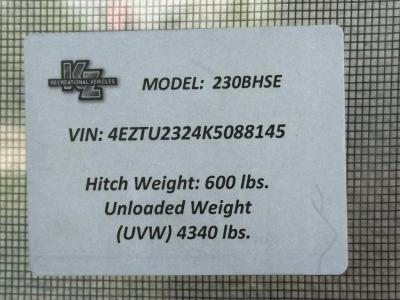 KZ
RECREATIONAL VEHICLES
MODEL: 230BHSE
VIN: 4EZTU2324K5088145
Hitch Weight: 600 lbs.
Unloaded Weight
(UVW) 4340 lbs.